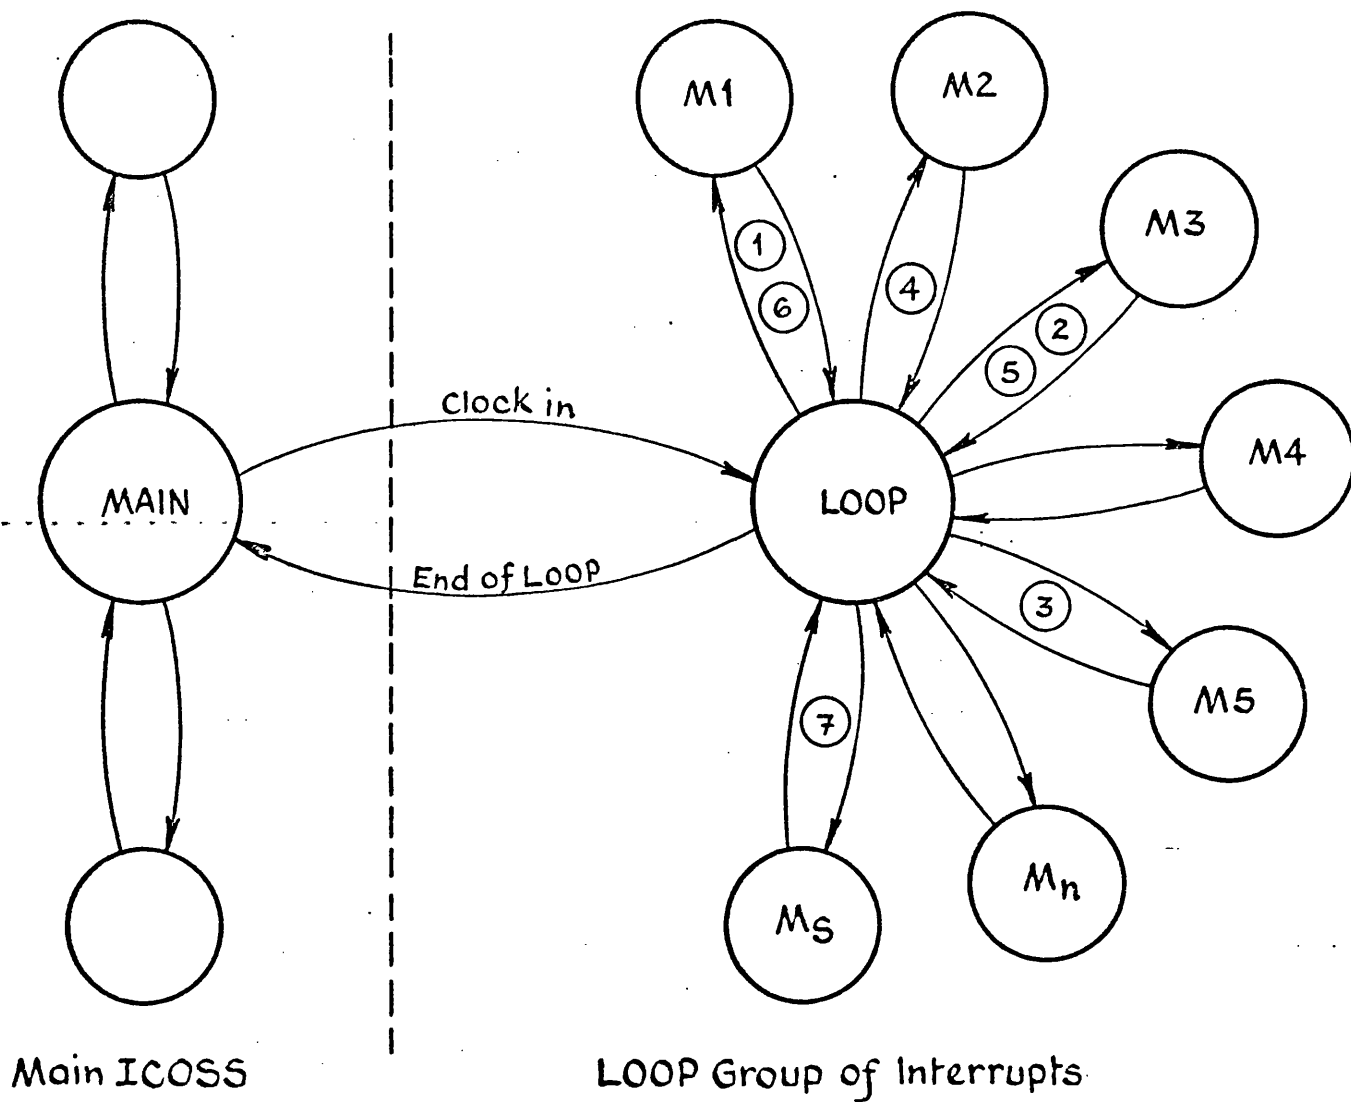 M1
M2
M3
1
6
4
2
5
Clock in
M4
MAIN
LOOP
End of LOOP
3
M5
7
Mn
MS
Main ICOSS
LOOP Group of Interrupts